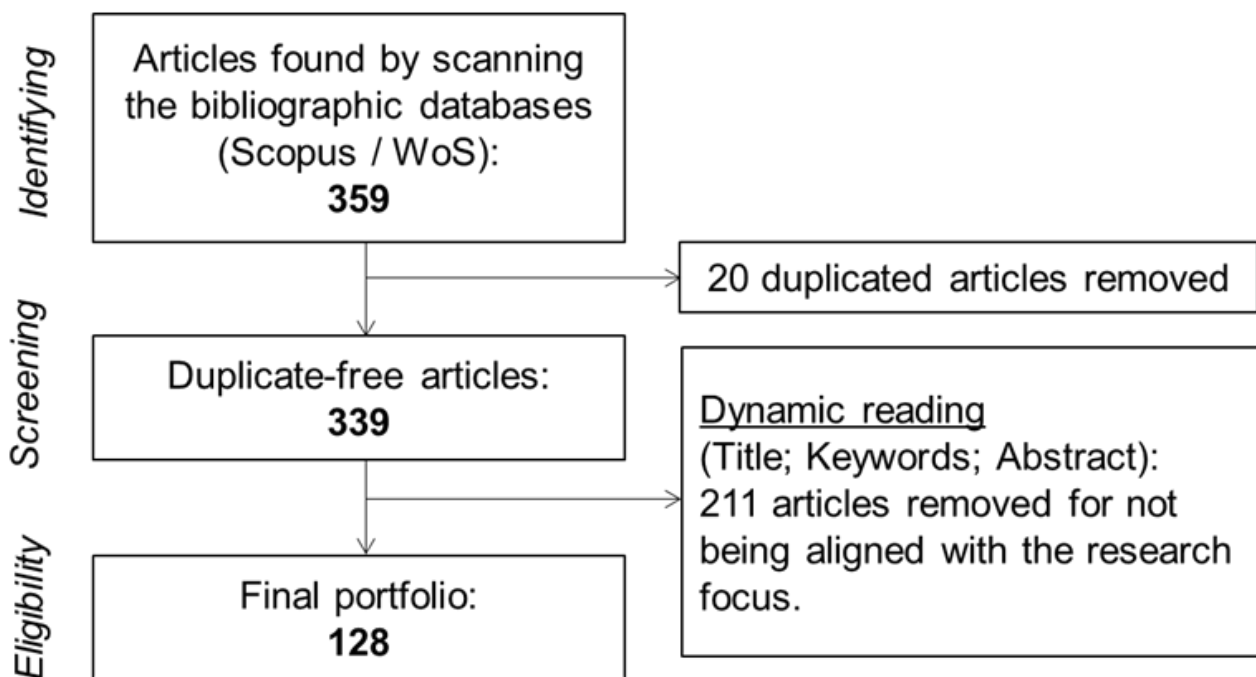 Identifying
Articles found by scanning
the bibliographic databases
(Scopus / WoS):
359
20 duplicated articles removed
Screening
Duplicate-free articles:
339
Dynamic reading
(Title; Keywords; Abstract):
211 articles removed for not
being aligned with the research
focus.
Eligibility
Final portfolio:
128